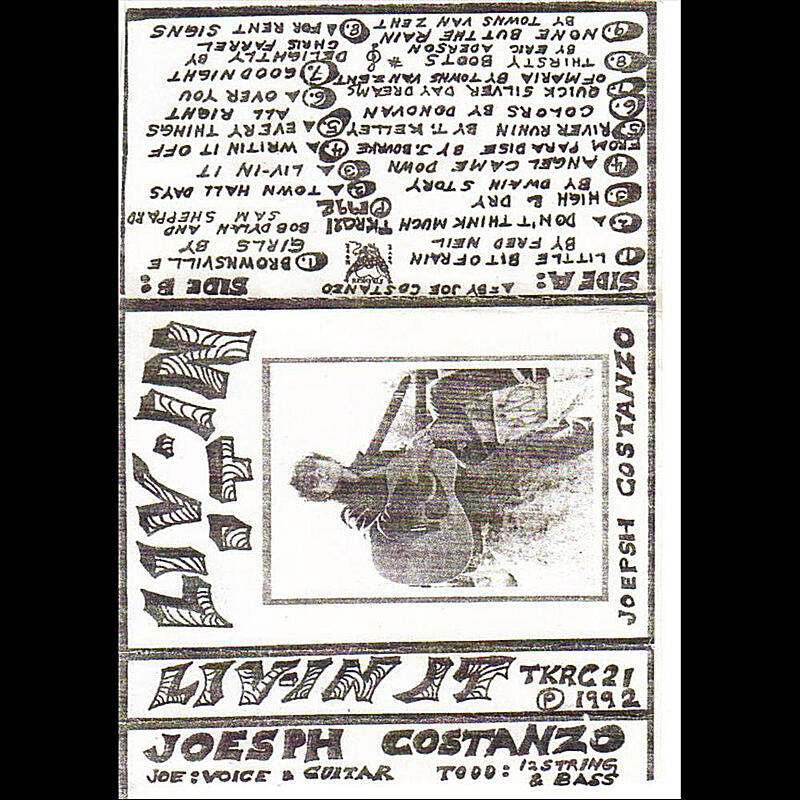 ▲=BY JOE COSTANZO
SIDE A:
1. LITTLE BIT OF RAIN
BY FRED NEIL
2. ▲ DON'T THINK MUCH
3. HIGH & DRY
BY DWAIN STORY
4. ▲ ANGEL CAME DOWN
FROM PARADISE BY J. BOURKE
5. RIVER RUNIN BY T. KELLEY
6. COLORS BY DONOVAN
7. QUICK SILVER DAY DREAMS
OF MARIA BY TOWNS VAN ZENT
8. THIRSTY BOOTS
BY ERIC ADERSON
9. NONE BUT THE RAIN
BY TOWNS VAN ZENT
TKRC21
℗ 1992
SIDE B:
1. BROWNSVILLE
GIRLS BY
BOB DYLAN AND
SAM SHEPPARD
2. ▲ TOWN HALL DAYS
3. ▲ LIV-IN IT
4. ▲ WRITIN IT OFF
5. ▲ EVERY THINGS
ALL RIGHT
6. ▲ OVER YOU
7. GOODNIGHT
DELIGHTLY BY
CHRIS FARREL
8. ▲ FOR RENT SIGNS
LIV-IN
it
JOEPSH COSTANZO
LIV-IN IT
TKRC21
℗ 1992
JOESPH COSTANZO
JOE: VOICE & GUITAR
TODD: 12 STRING
& BASS